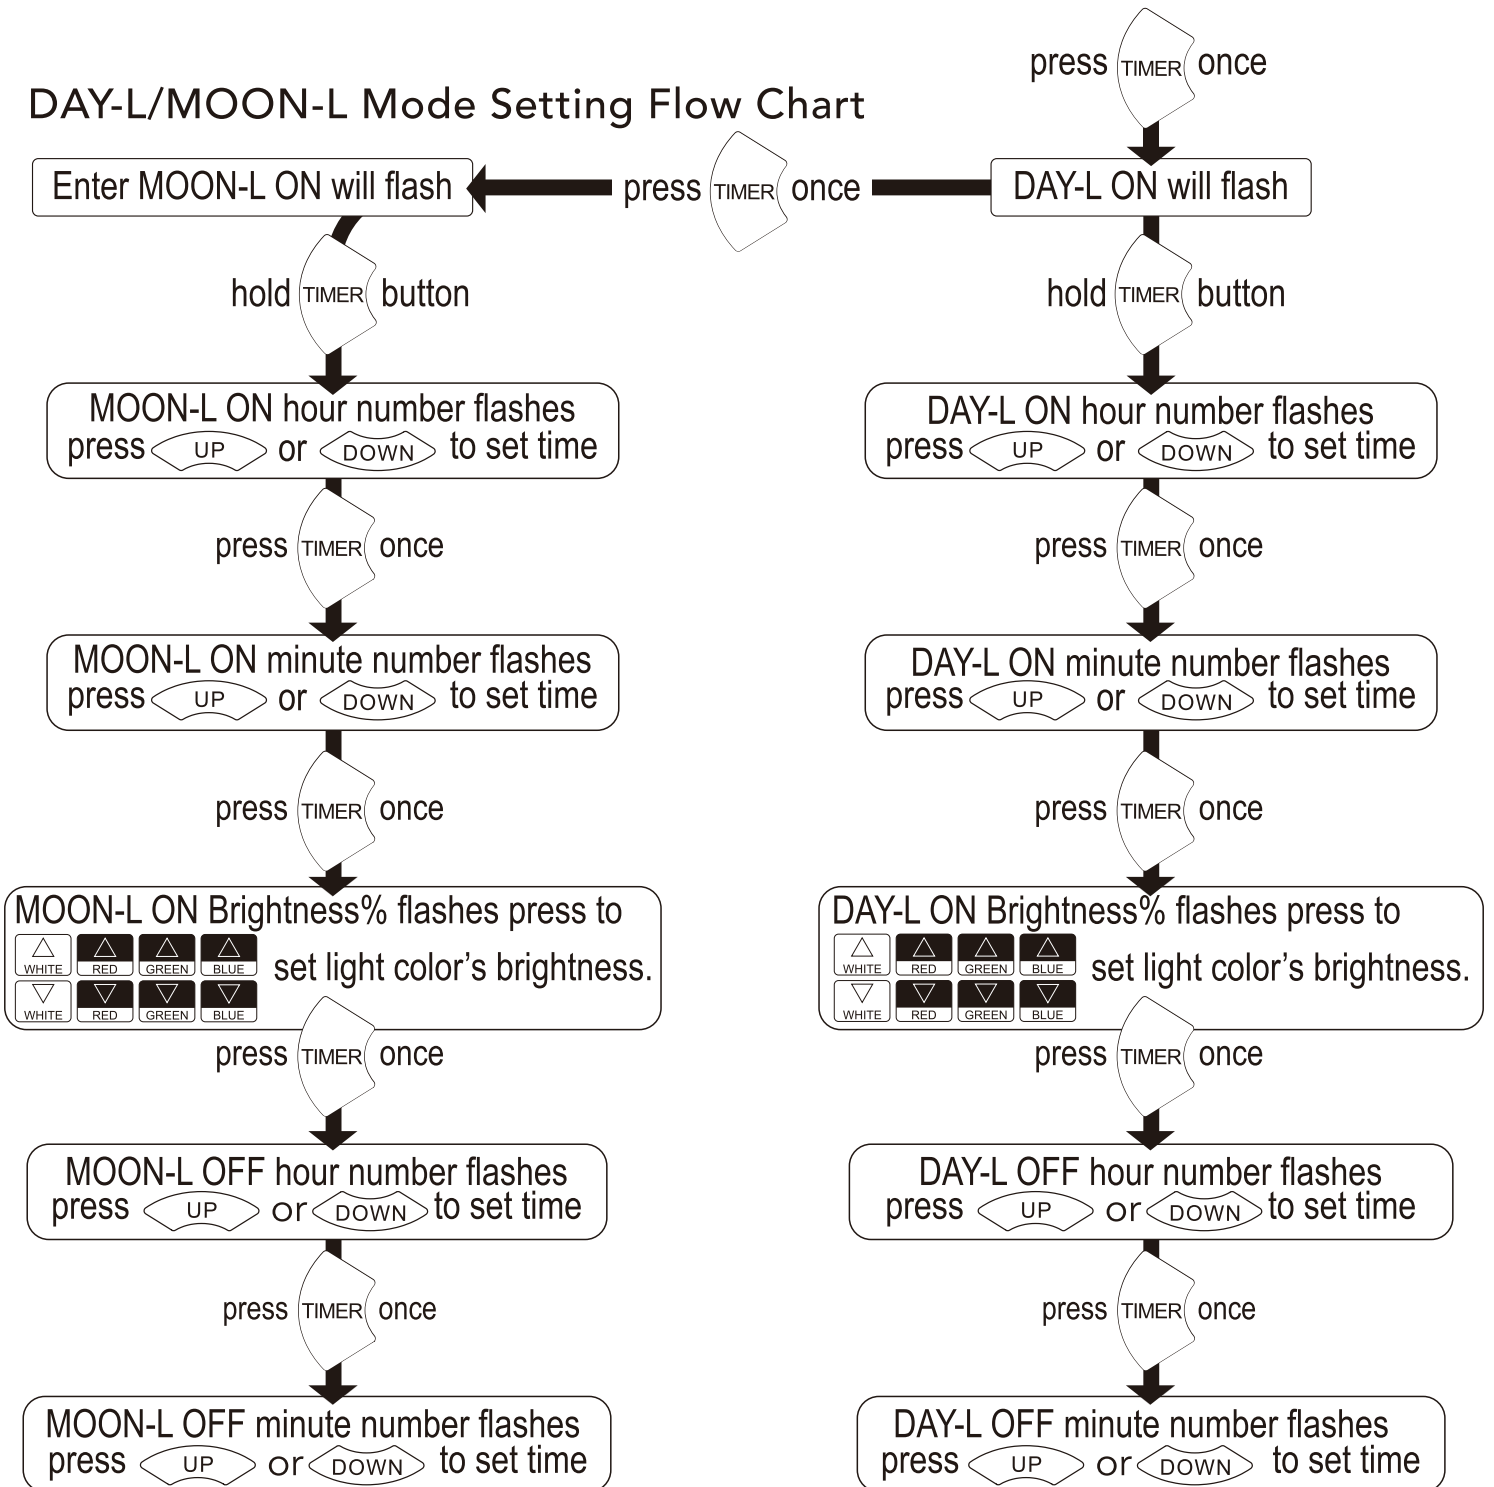 press TIMER once
DAY-L/MOON-L Mode Setting Flow Chart
Enter MOON-L ON will flash
press TIMER once
DAY-L ON will flash
hold TIMER button
MOON-L ON hour number flashes
press UP or DOWN to set time
press TIMER once
MOON-L ON minute number flashes
press UP or DOWN to set time
press TIMER once
MOON-L ON Brightness% flashes press to
WHITE RED GREEN BLUE
set light color's brightness.
WHITE RED GREEN BLUE
press TIMER once
MOON-L OFF hour number flashes
press UP or DOWN to set time
press TIMER once
MOON-L OFF minute number flashes
press UP or DOWN to set time
hold TIMER button
DAY-L ON hour number flashes
press UP or DOWN to set time
press TIMER once
DAY-L ON minute number flashes
press UP or DOWN to set time
press TIMER once
DAY-L ON Brightness% flashes press to
WHITE RED GREEN BLUE
set light color's brightness.
WHITE RED GREEN BLUE
press TIMER once
DAY-L OFF hour number flashes
press UP or DOWN to set time
press TIMER once
DAY-L OFF minute number flashes
press UP or DOWN to set time